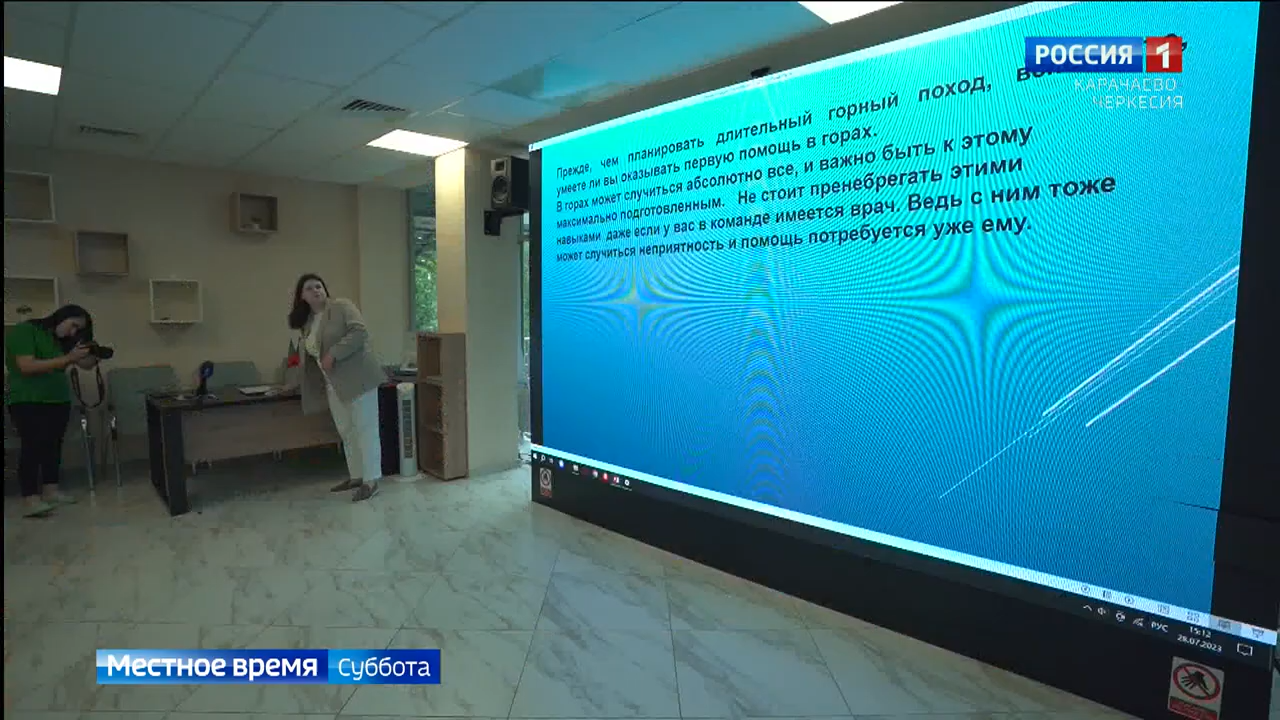 РОССИЯ 1
КАРАЧАЕВО
ЧЕРКЕСИЯ
Прежде, чем планировать длительный горный поход,
умеете ли вы оказывать первую помощь в горах.
В горах может случиться абсолютно все, и важно быть к этому
максимально подготовленным. Не стоит пренебрегать этими
навыками даже если у вас в команде имеется врач. Ведь с ним тоже
может случиться неприятность и помощь потребуется уже ему.
РУС
15:12
28.07.2023
Местное время Суббота